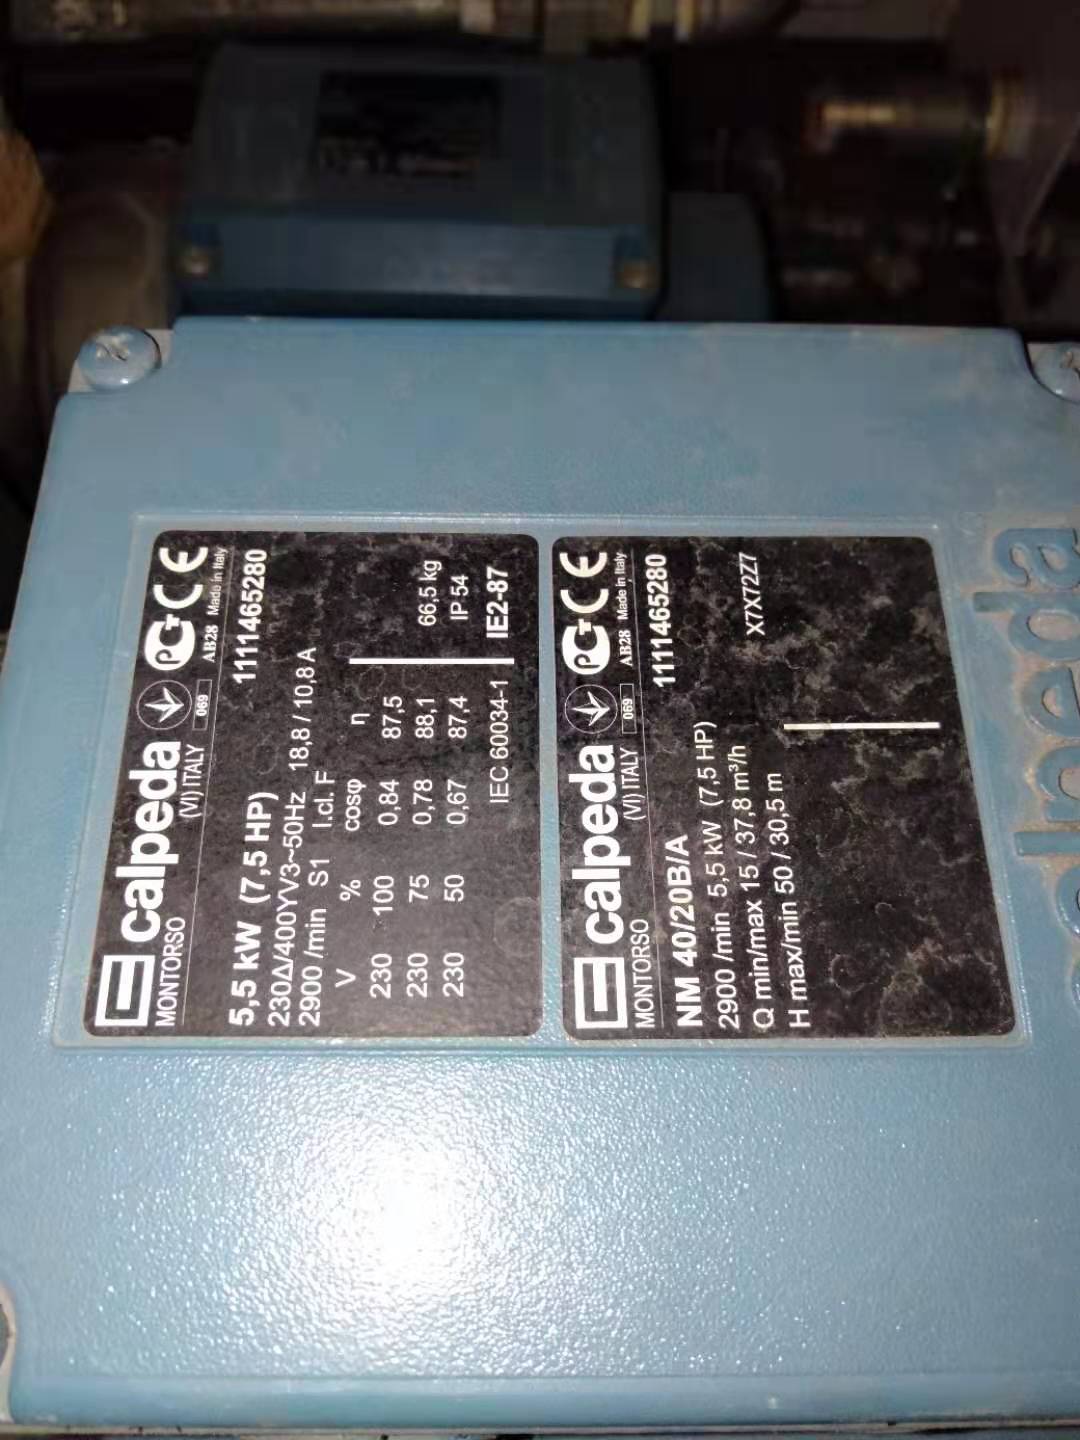 calpeda
MONTORSO (VI) ITALY 069 AB28 Made in Italy
5,5 kW (7,5 HP) 1111465280
230Δ/400YV3~50Hz 18,8 / 10,8 A
2900 /min S1 I.cl. F
V % cosφ η
230 100 0,84 87,5
230 75 0,78 88,1 66,5 kg
230 50 0,67 87,4 IP 54
IEC 60034-1 IE2-87
calpeda
MONTORSO (VI) ITALY 069 AB28 Made in Italy
NM 40/20B/A 1111465280
2900 /min 5,5 kW (7,5 HP)
Q min/max 15 / 37,8 m³/h X7X72Z7
H max/min 50 / 30,5 m
calpeda